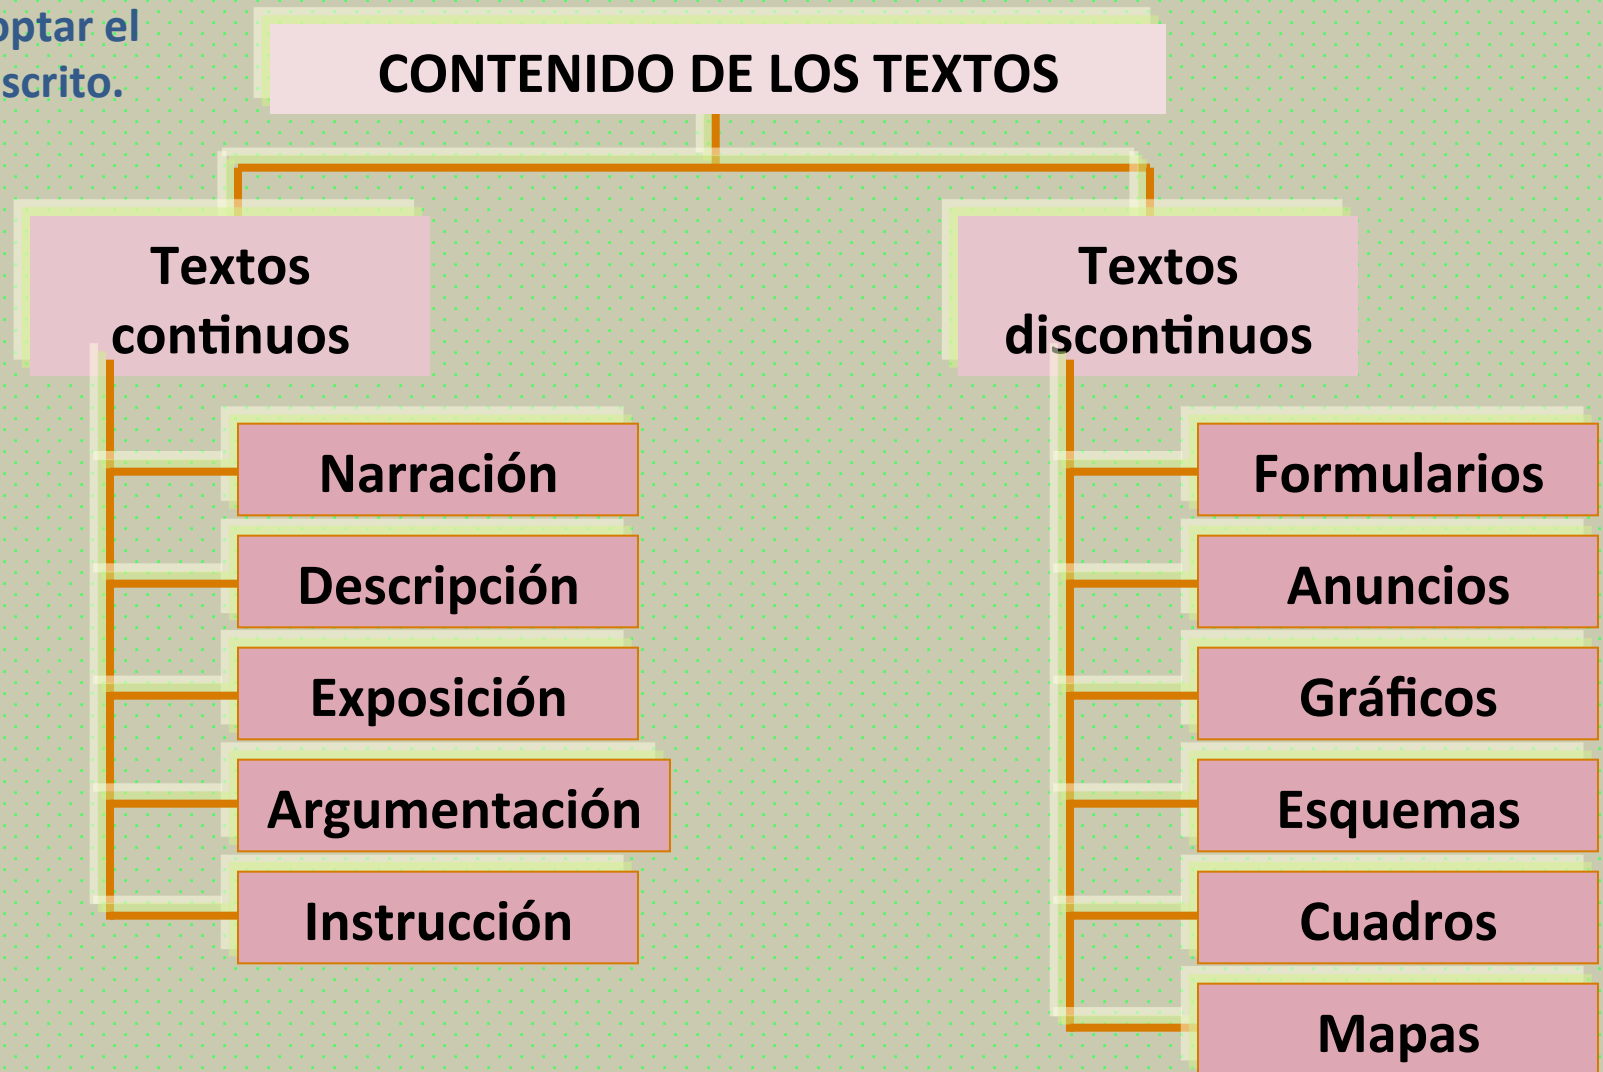 optar el
scrito.
CONTENIDO DE LOS TEXTOS
Textos
continuos
Narración
Descripción
Exposición
Argumentación
Instrucción
Textos
discontinuos
Formularios
Anuncios
Gráficos
Esquemas
Cuadros
Mapas